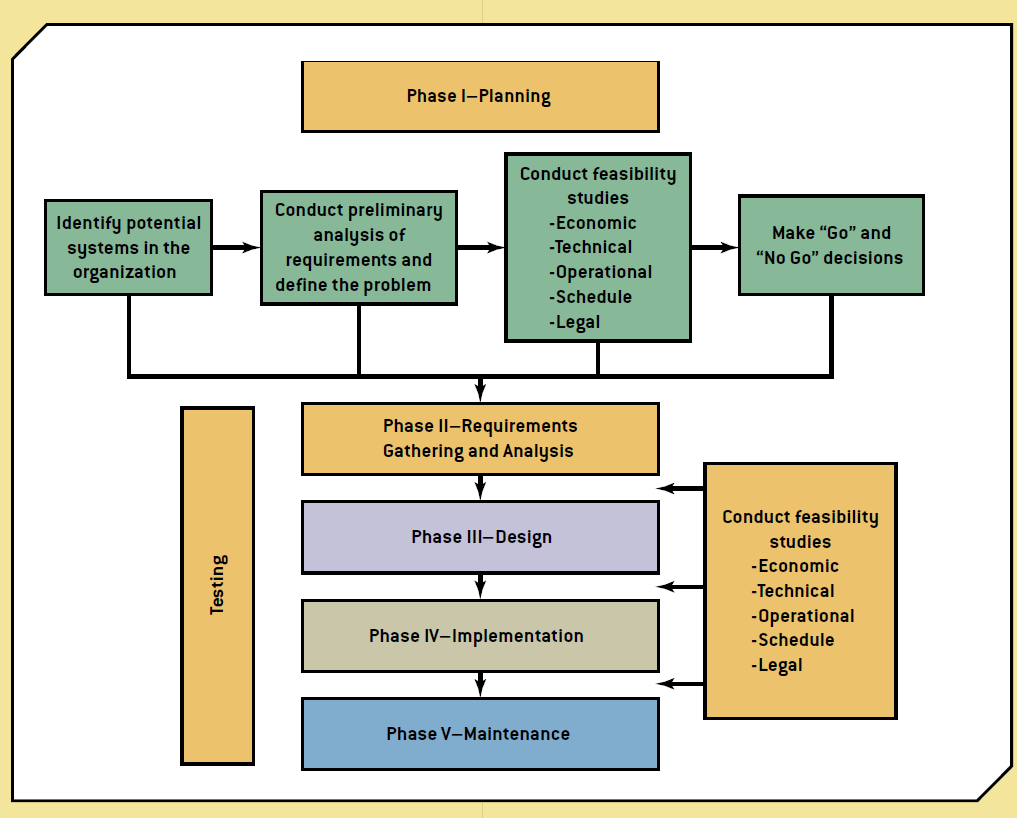 Phase I–Planning
Identify potential
systems in the
organization
Conduct preliminary
analysis of
requirements and
define the problem
Conduct feasibility
studies
-Economic
-Technical
-Operational
-Schedule
-Legal
Make “Go” and
“No Go” decisions
Testing
Phase II–Requirements
Gathering and Analysis
Phase III–Design
Phase IV–Implementation
Phase V–Maintenance
Conduct feasibility
studies
-Economic
-Technical
-Operational
-Schedule
-Legal